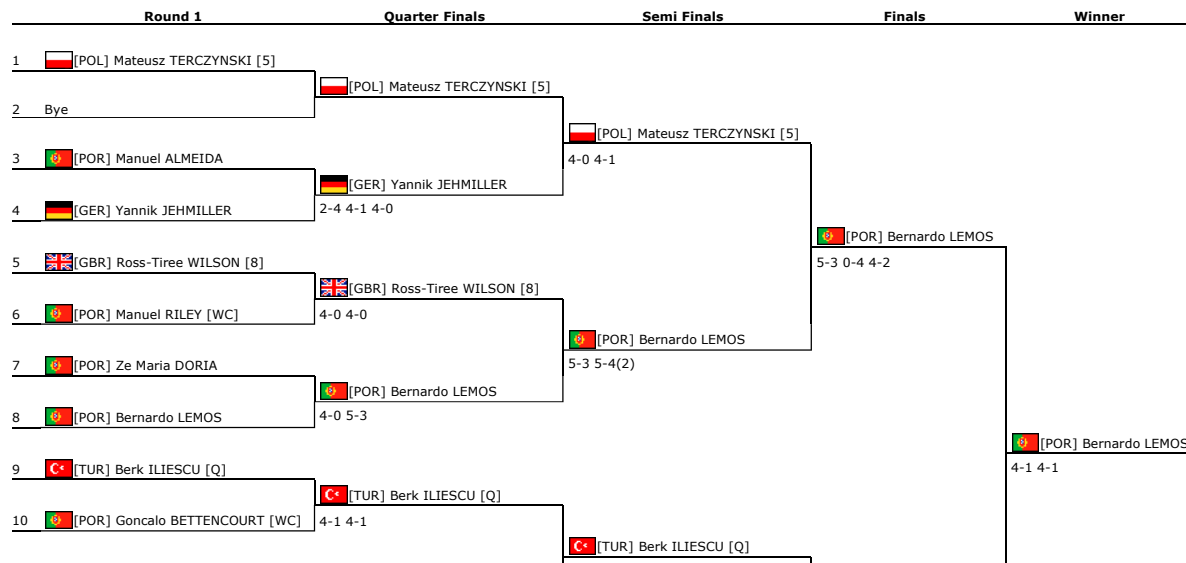 Round 1 Quarter Finals Semi Finals Finals Winner
1 [POL] Mateusz TERCZYNSKI [5]
[POL] Mateusz TERCZYNSKI [5]
2 Bye
[POL] Mateusz TERCZYNSKI [5]
3 [POR] Manuel ALMEIDA
4-0 4-1
[GER] Yannik JEHMILLER
4 [GER] Yannik JEHMILLER
2-4 4-1 4-0
[POR] Bernardo LEMOS
5 [GBR] Ross-Tiree WILSON [8]
5-3 0-4 4-2
[GBR] Ross-Tiree WILSON [8]
6 [POR] Manuel RILEY [WC]
4-0 4-0
[POR] Bernardo LEMOS
7 [POR] Ze Maria DORIA
5-3 5-4(2)
[POR] Bernardo LEMOS
8 [POR] Bernardo LEMOS
4-0 5-3
[POR] Bernardo LEMOS
9 [TUR] Berk ILIESCU [Q]
4-1 4-1
[TUR] Berk ILIESCU [Q]
10 [POR] Goncalo BETTENCOURT [WC]
4-1 4-1
[TUR] Berk ILIESCU [Q]